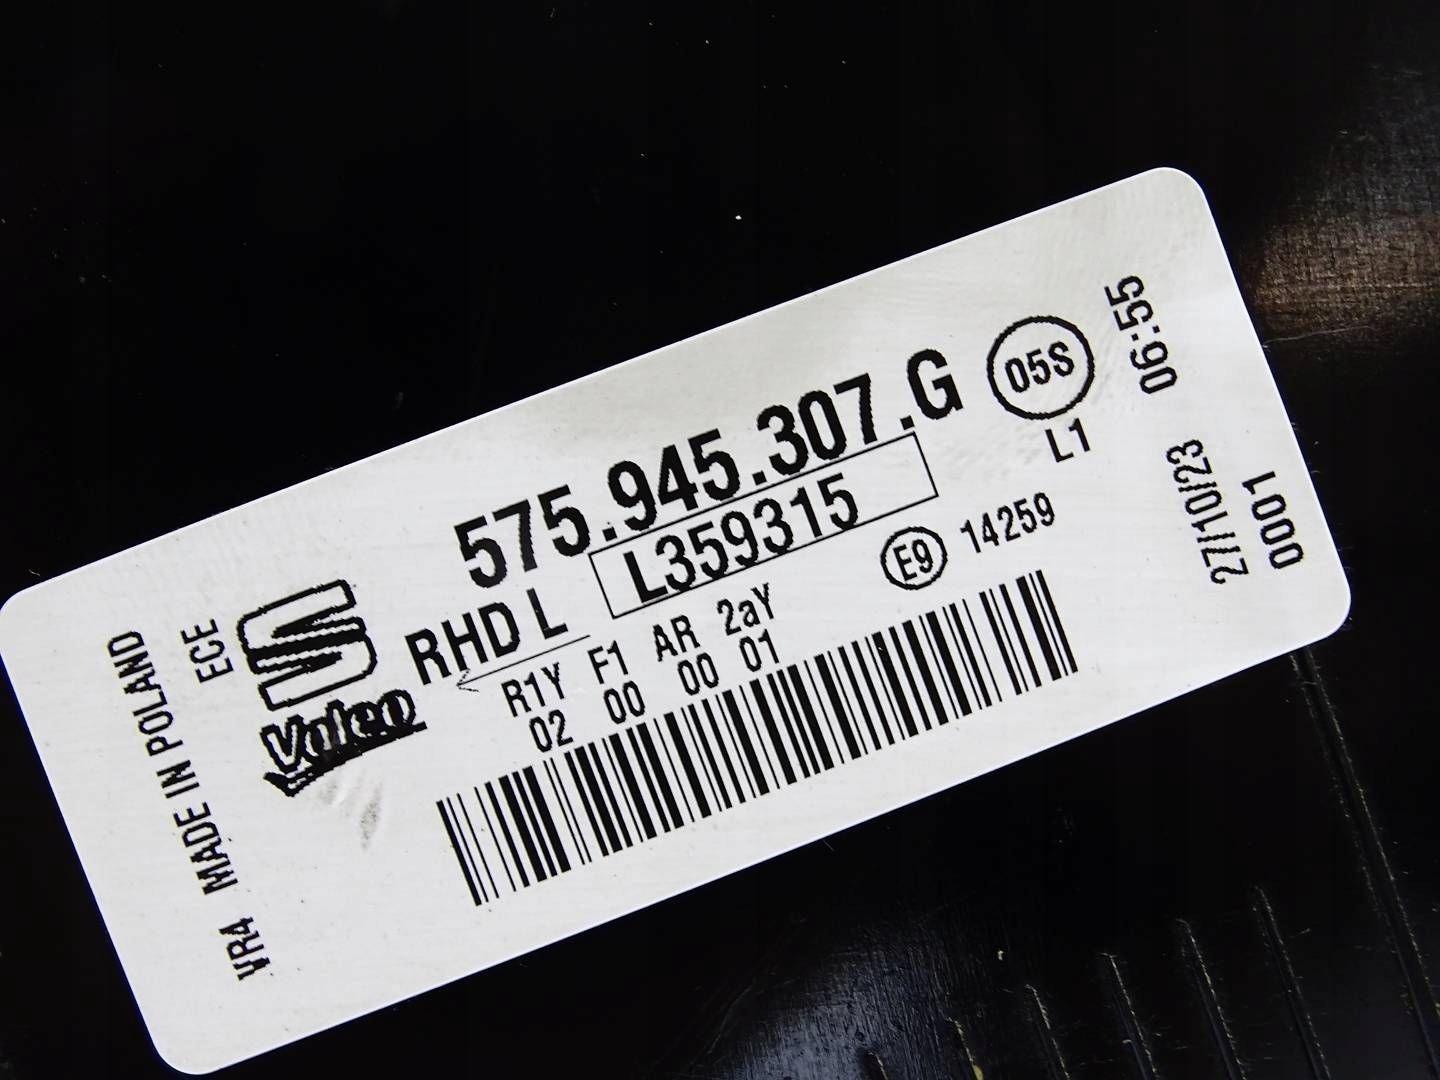 575.945.307.G
05S
L1
L359315
RHD L
E9 14259
R1Y F1 AR 2aY
02 00 00 01
Valeo
ECE
VR4 MADE IN POLAND
27/10/23 06:55
0001